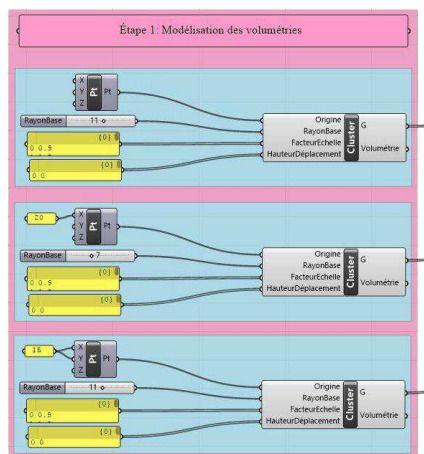 Étape 1: Modélisation des volumétries
X
Y
Z
Pt
Pt
RayonBase
11
{0}
0 0.9
{0}
0 0
Origine
RayonBase
FacteurEchelle
HauteurDéplacement
Cluster
G
Volumétrie
20
X
Y
Z
Pt
Pt
RayonBase
7
{0}
0 0.9
{0}
0 0
Origine
RayonBase
FacteurEchelle
HauteurDéplacement
Cluster
G
Volumétrie
15
X
Y
Z
Pt
Pt
RayonBase
11
{0}
0 0.9
{0}
0 0
Origine
RayonBase
FacteurEchelle
HauteurDéplacement
Cluster
G
Volumétrie